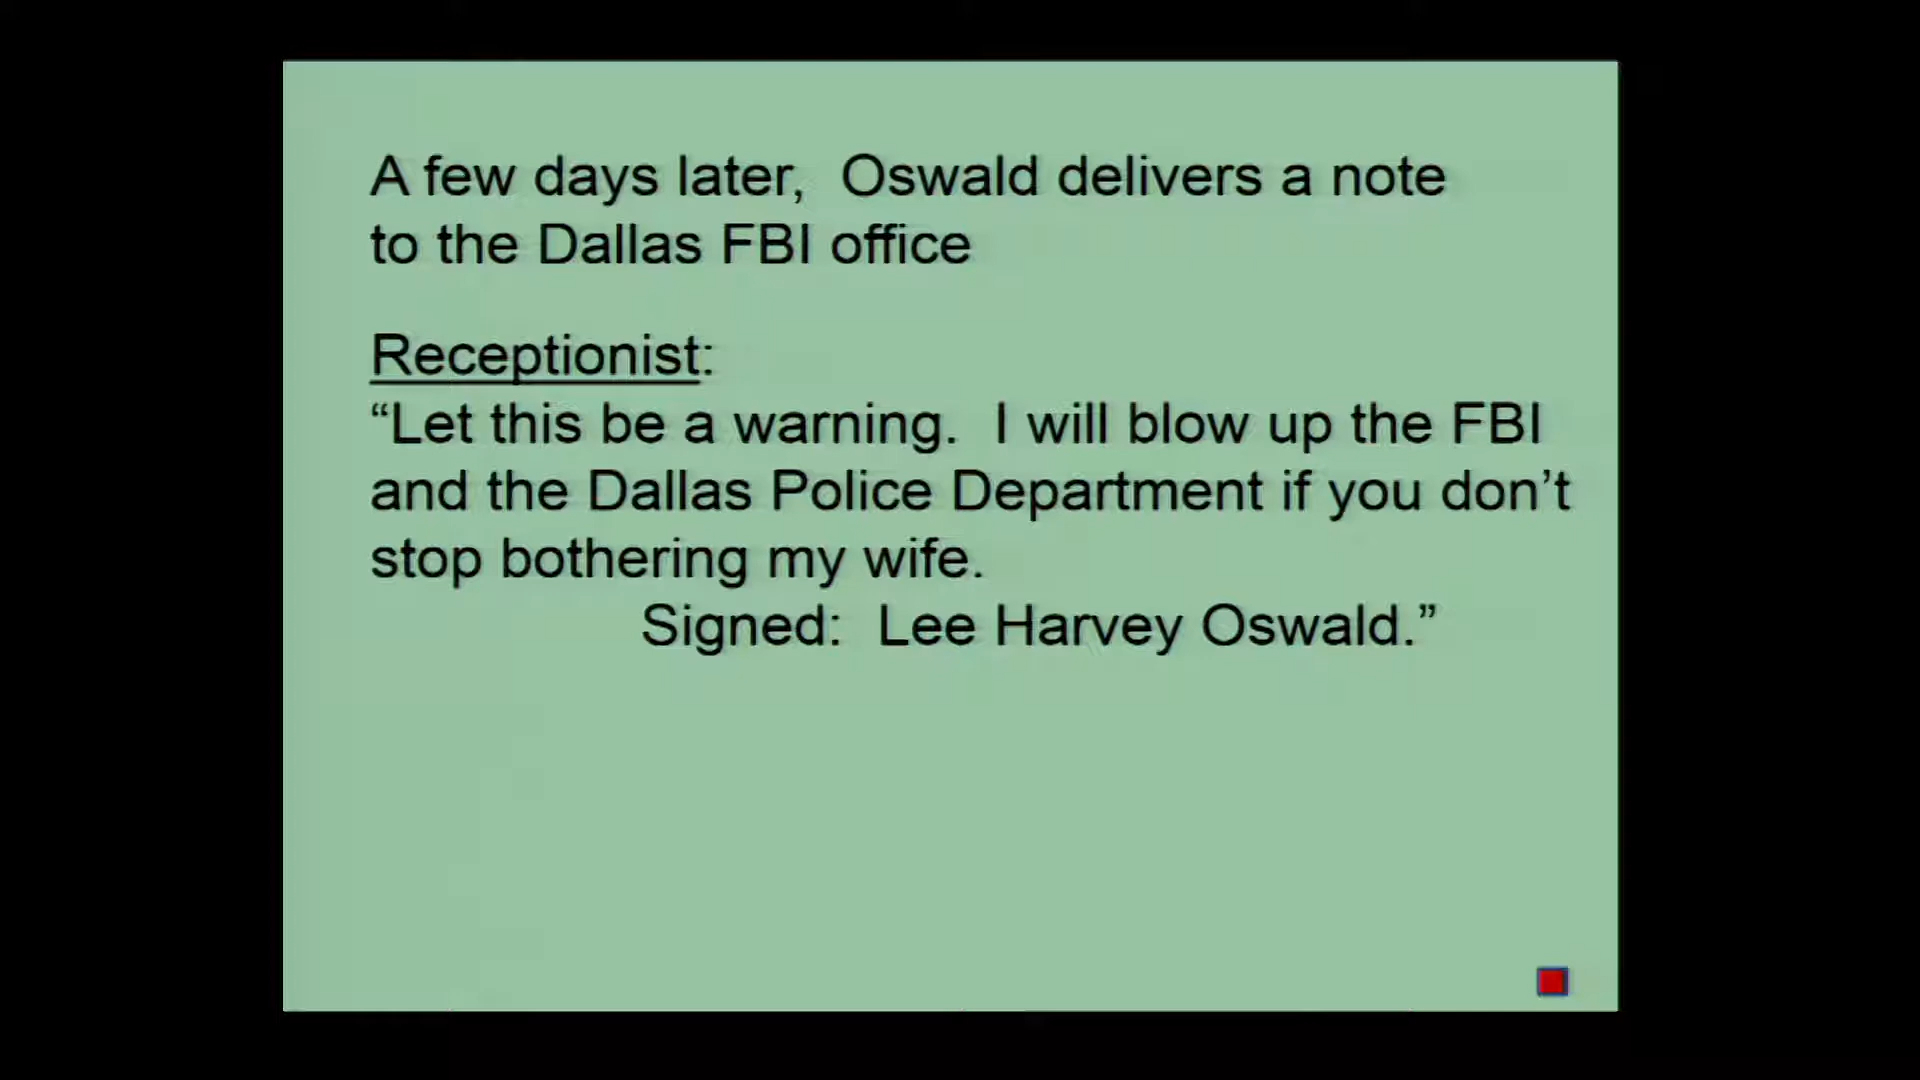 A few days later, Oswald delivers a note
to the Dallas FBI office
Receptionist:
“Let this be a warning. I will blow up the FBI
and the Dallas Police Department if you don’t
stop bothering my wife.
Signed: Lee Harvey Oswald.”